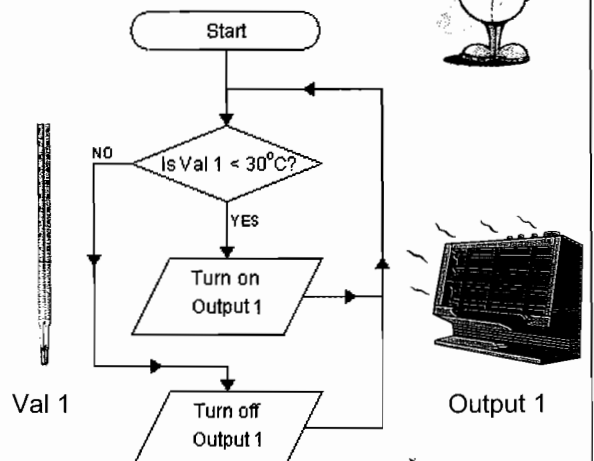 Start
NO
Is Val 1 < 30°C?
YES
Turn on
Output 1
Val 1
Turn off
Output 1
Output 1